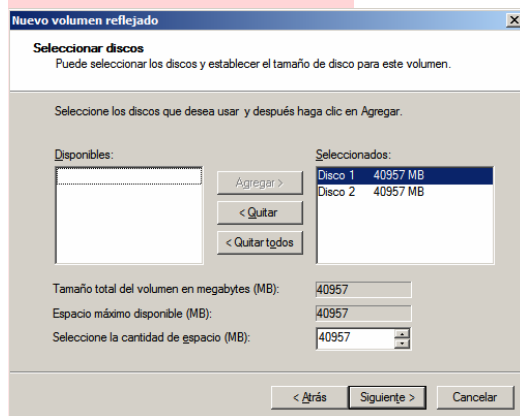 Nuevo volumen reflejado
Seleccionar discos
Puede seleccionar los discos y establecer el tamaño de disco para este volumen.
Seleccione los discos que desea usar y después haga clic en Agregar.
Disponibles:
Seleccionados:
Agregar >
< Quitar
< Quitar todos
Disco 1 40957 MB
Disco 2 40957 MB
Tamaño total del volumen en megabytes (MB): 40957
Espacio máximo disponible (MB): 40957
Seleccione la cantidad de espacio (MB): 40957
< Atrás Siguiente > Cancelar